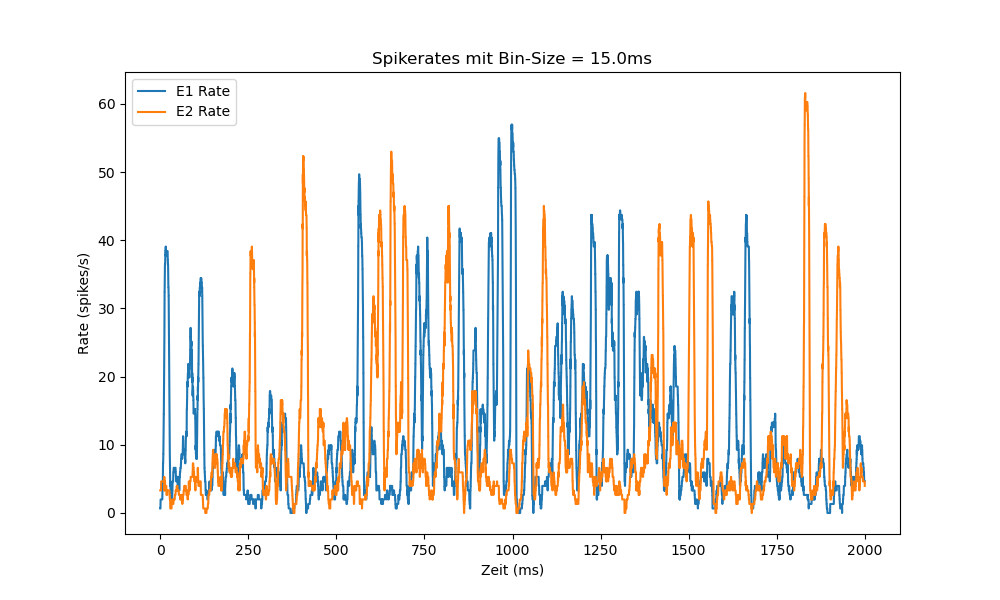 Spikerates mit Bin-Size = 15.0ms
E1 Rate
E2 Rate
60
50
40
30
20
10
0
Rate (spikes/s)
0 250 500 750 1000 1250 1500 1750 2000
Zeit (ms)